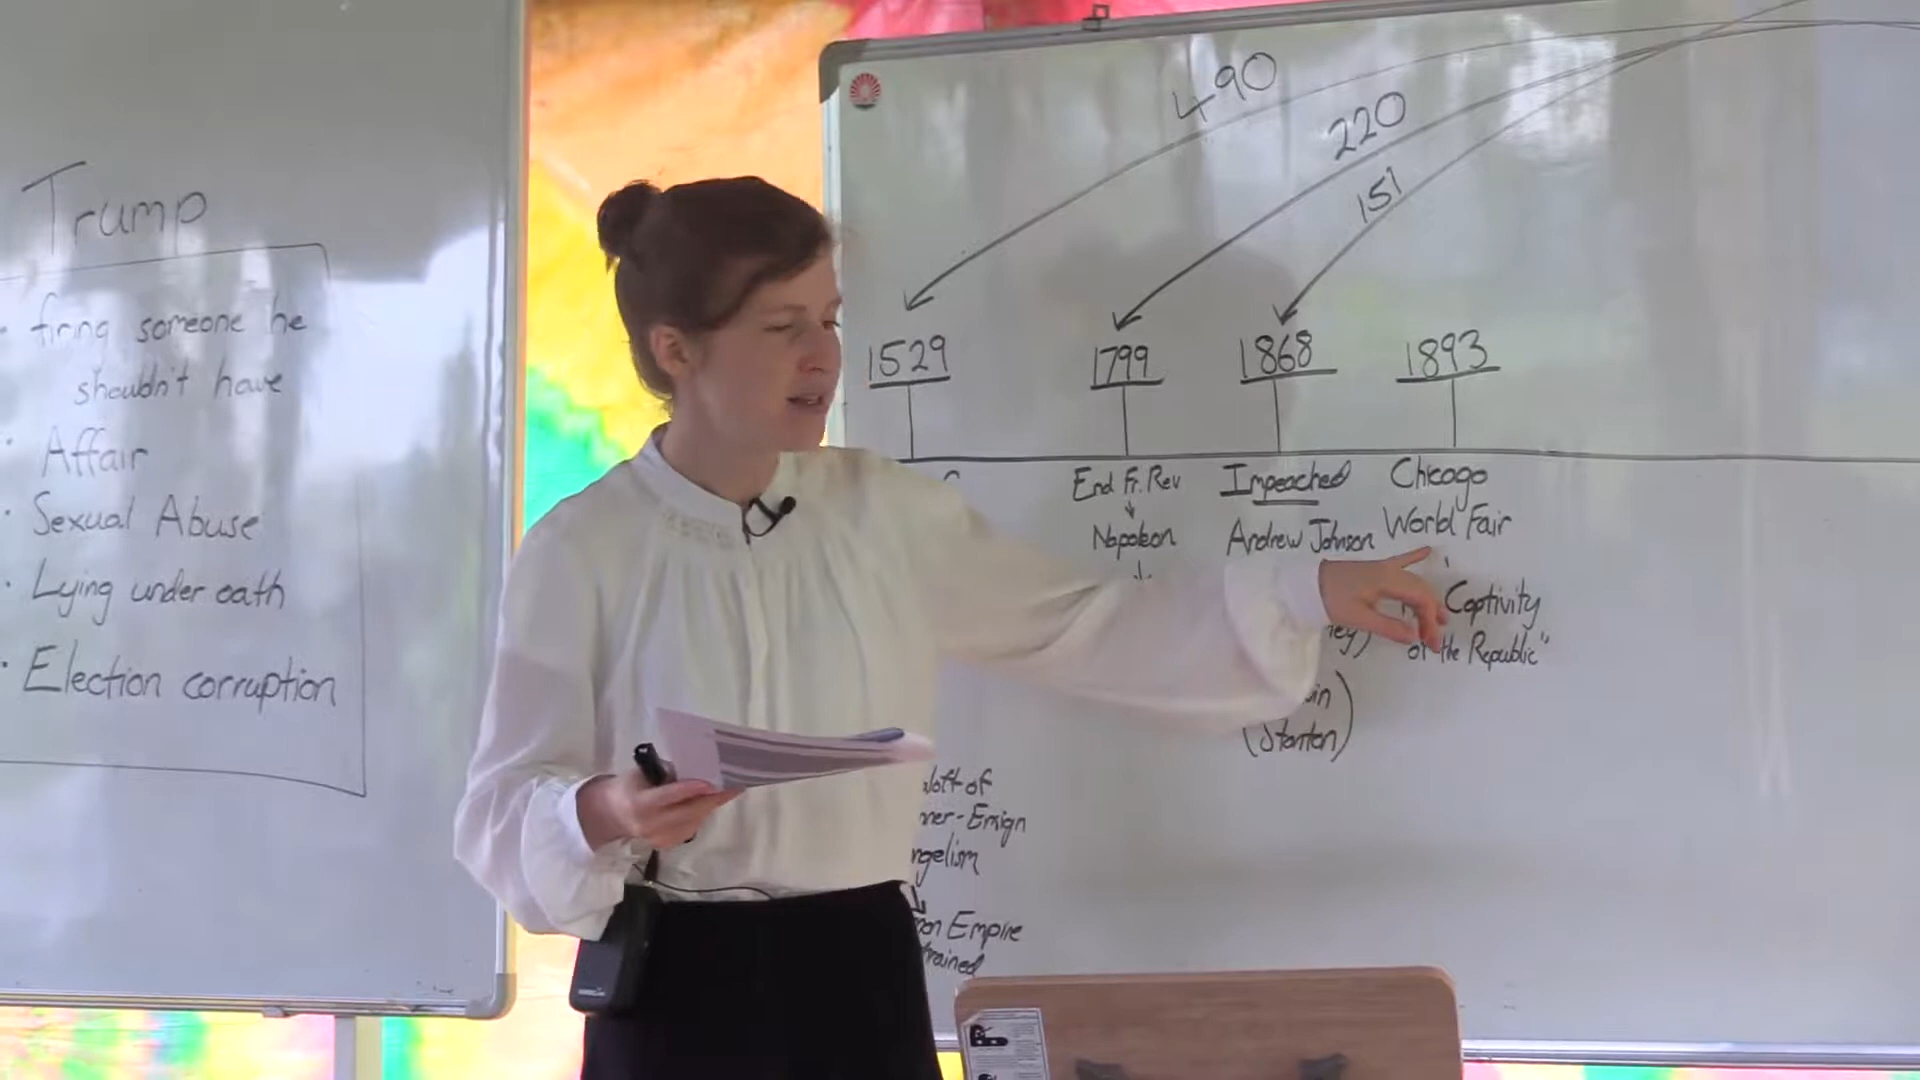 Trump
firing someone he
shouldn't have
Affair
Sexual Abuse
Lying under oath
Election corruption
490
220
151
1529
1799
1868
1893
End Fr. Rev
Napoleon
Impeached
Andrew Johnson
(Stanton)
Chicago
World Fair
Captivity
of the Republic"
of
Empire